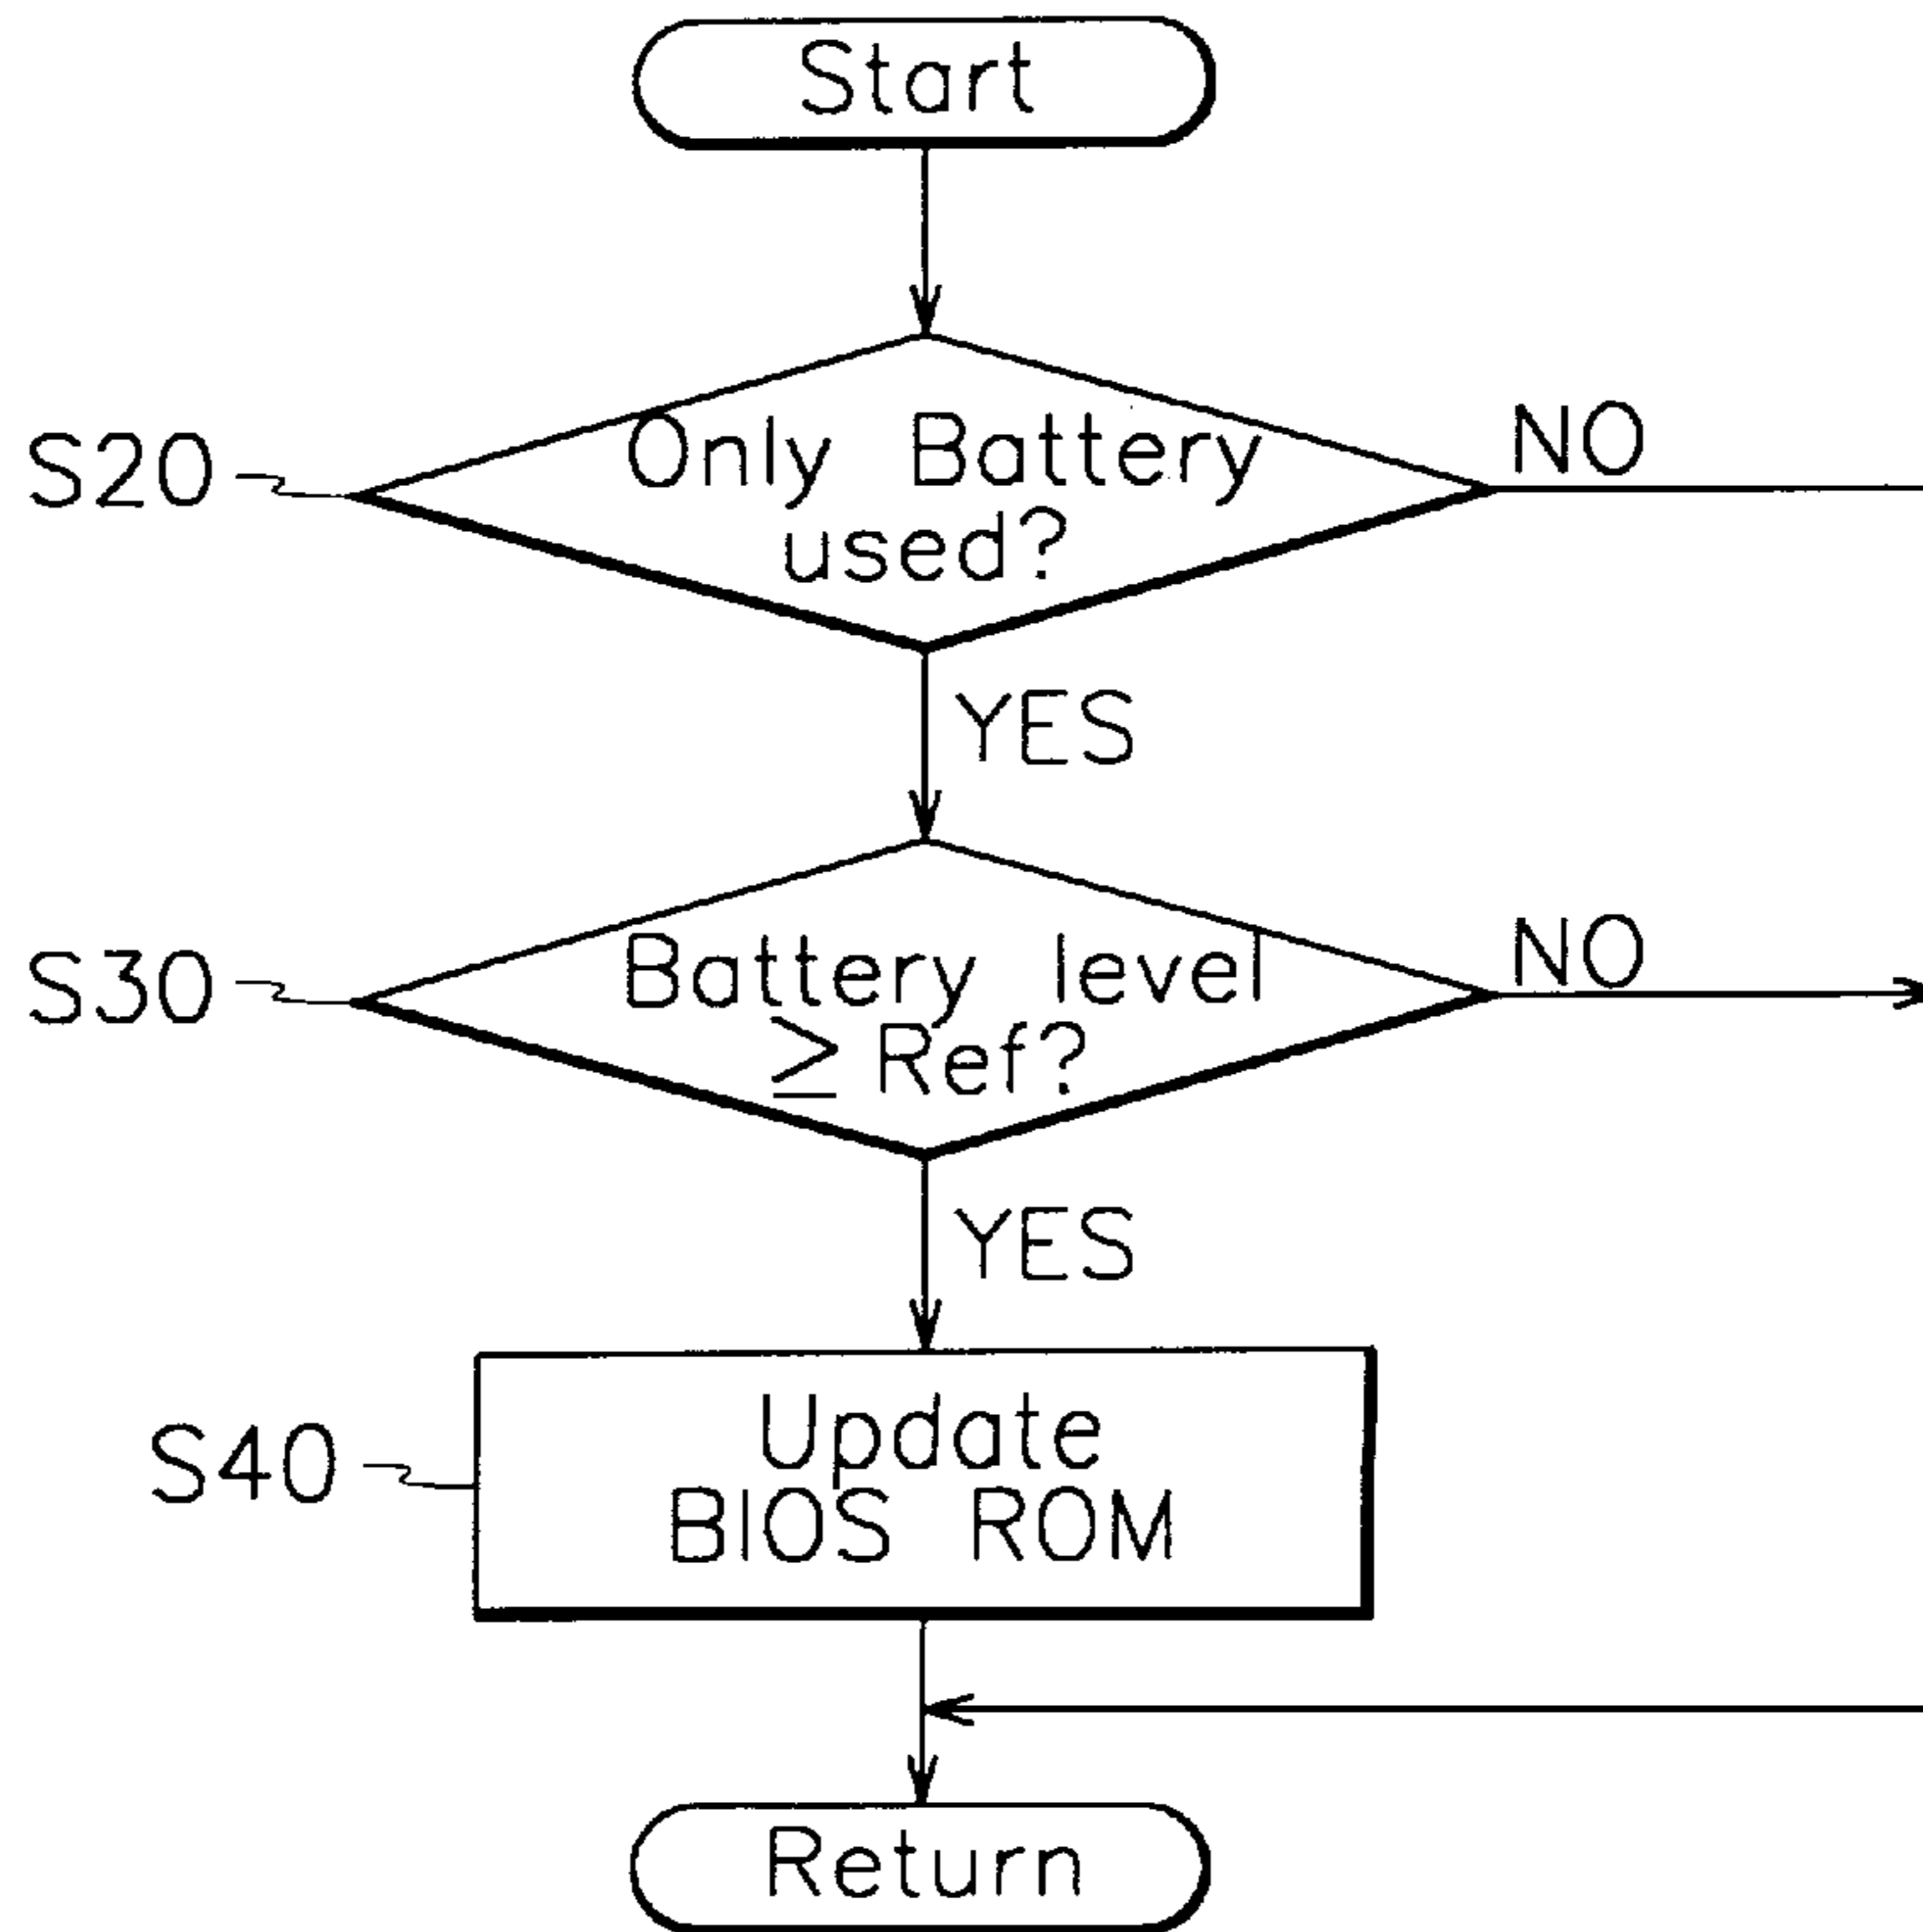 Start
S20
Only Battery
used?
NO
YES
S30
Battery level
≥ Ref?
NO
YES
S40
Update
BIOS ROM
Return